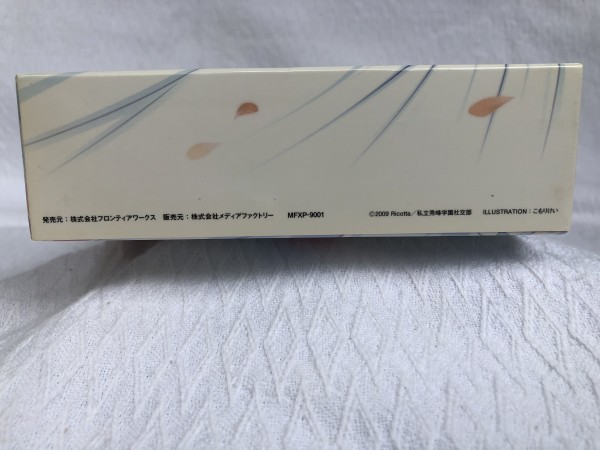 発売元：株式会社フロンティアワークス　販売元：株式会社メディアファクトリー　MFXP-9001　©2009 Ricotta／私立秀峰学園社交部　ILLUSTRATION：こもりけい